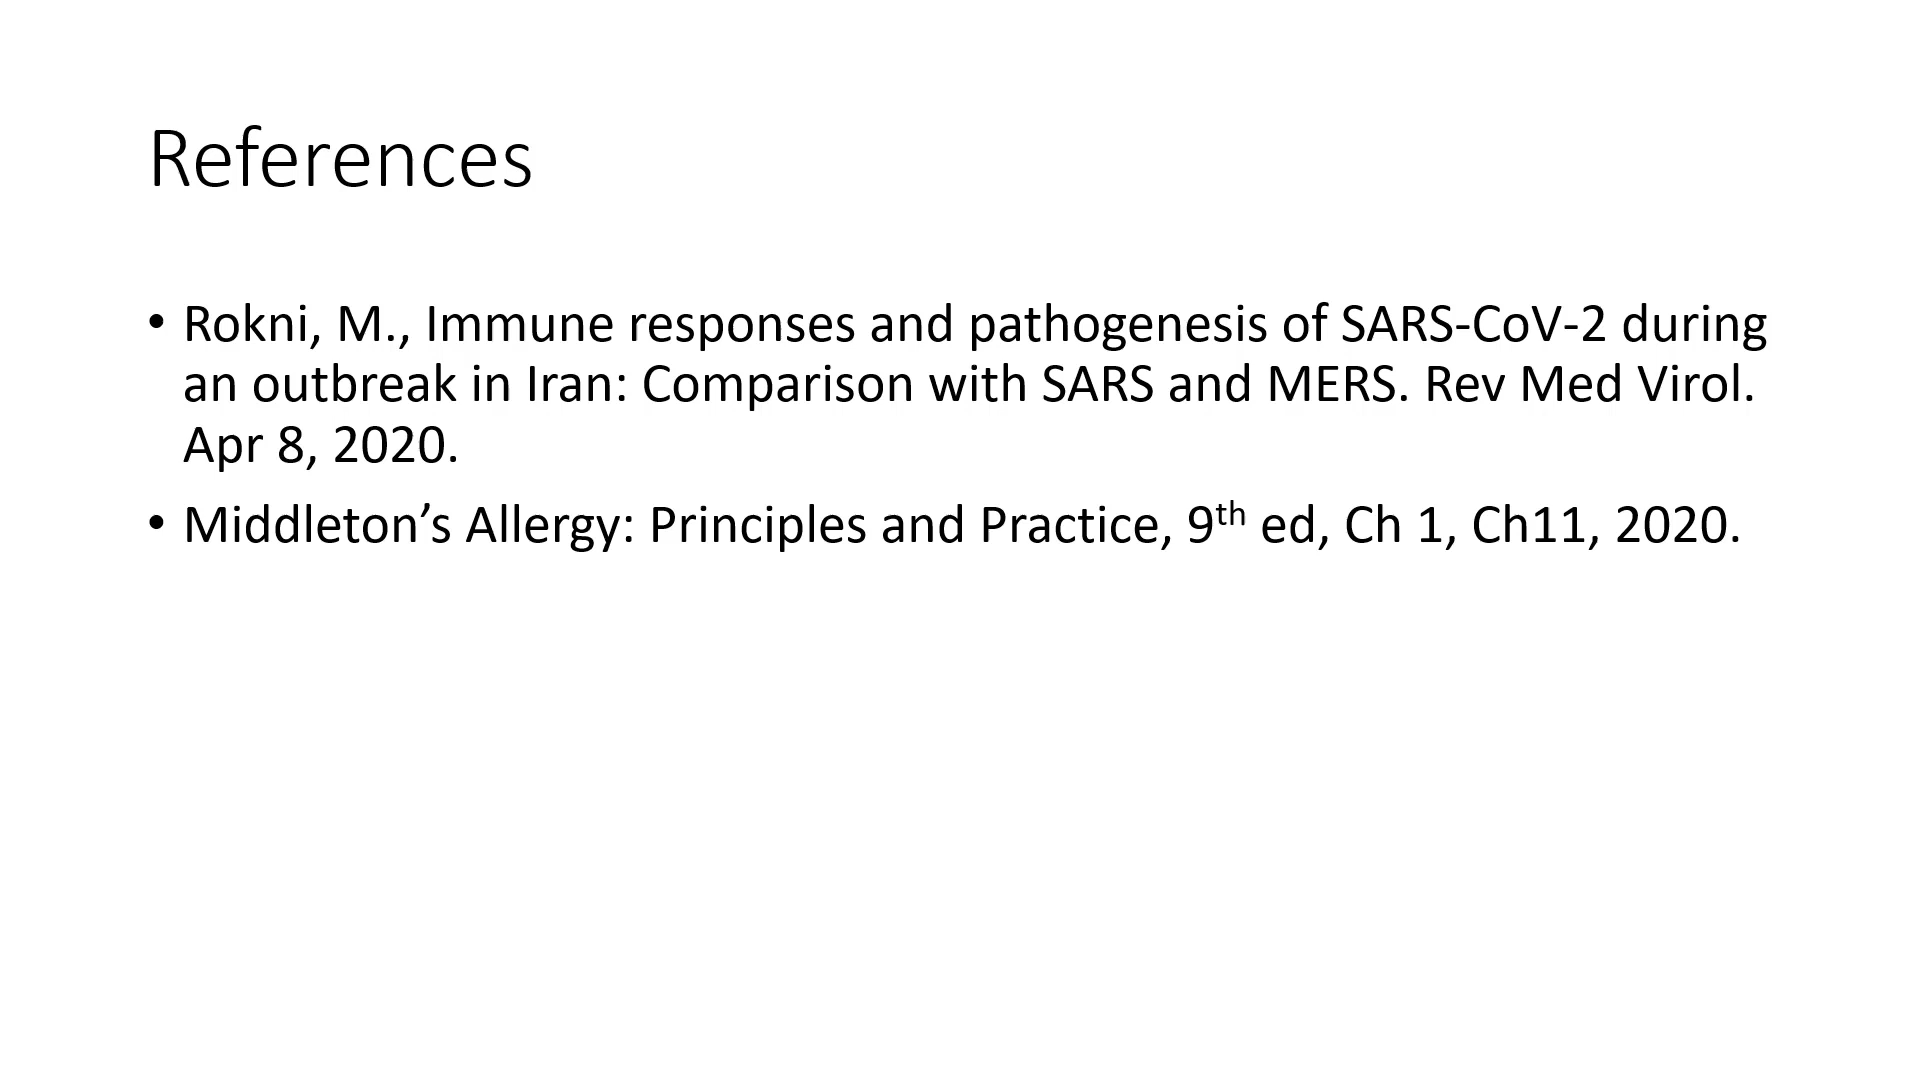 References
• Rokni, M., Immune responses and pathogenesis of SARS-CoV-2 during
an outbreak in Iran: Comparison with SARS and MERS. Rev Med Virol.
Apr 8, 2020.
• Middleton’s Allergy: Principles and Practice, 9th ed, Ch 1, Ch11, 2020.